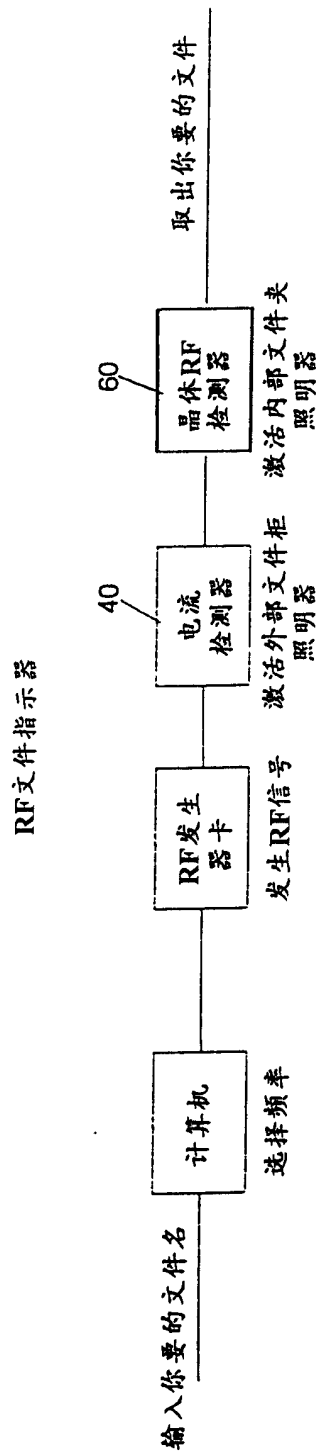 RF文件指示器
输入你要的文件名
计算机
选择频率
RF发生
器卡
发生RF信号
40
电流
检测器
激活外部文件柜
照明器
60
晶体RF
检测器
激活内部文件夹
照明器
取出你要的文件